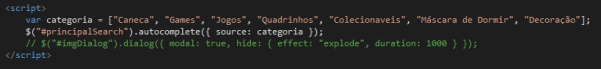 <script>
var categoria = ["Caneca", "Games", "Jogos", "Quadrinhos", "Colecionaveis", "Máscara de Dormir", "Decoração"];
$("#principalSearch").autocomplete({ source: categoria });
// $("#imgDialog").dialog({ modal: true, hide: { effect: "explode", duration: 1000 } });
</script>